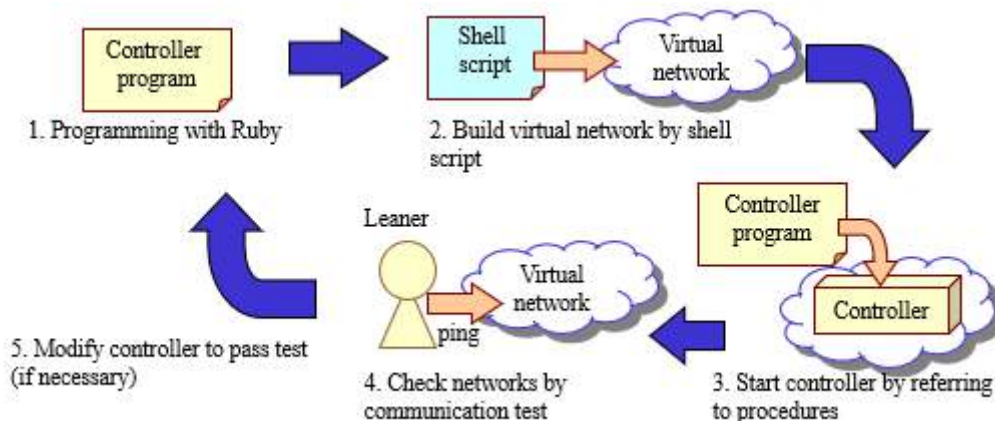 Controller
program
1. Programming with Ruby
Shell
script
Virtual
network
2. Build virtual network by shell
script
Controller
program
Controller
3. Start controller by referring
to procedures
Leaner
Virtual
network
ping
4. Check networks by
communication test
5. Modify controller to pass test
(if necessary)